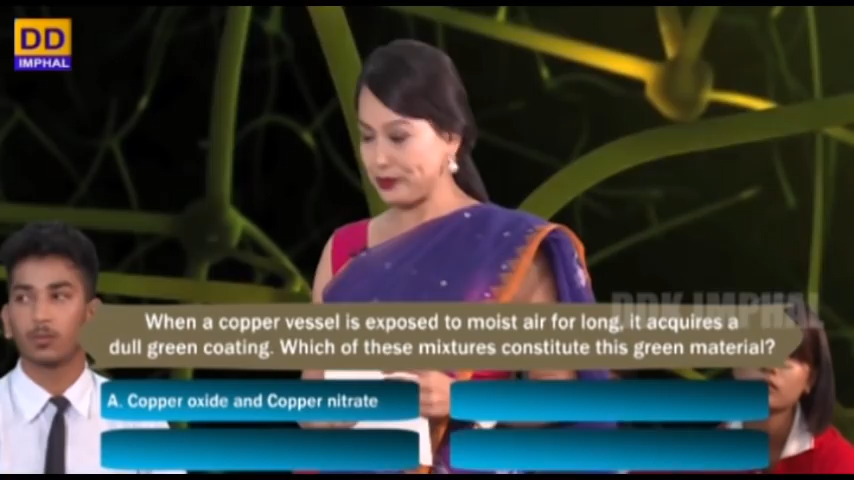 DD
IMPHAL
DDK IMPHAL
When a copper vessel is exposed to moist air for long, it acquires a
dull green coating. Which of these mixtures constitute this green material?
A. Copper oxide and Copper nitrate